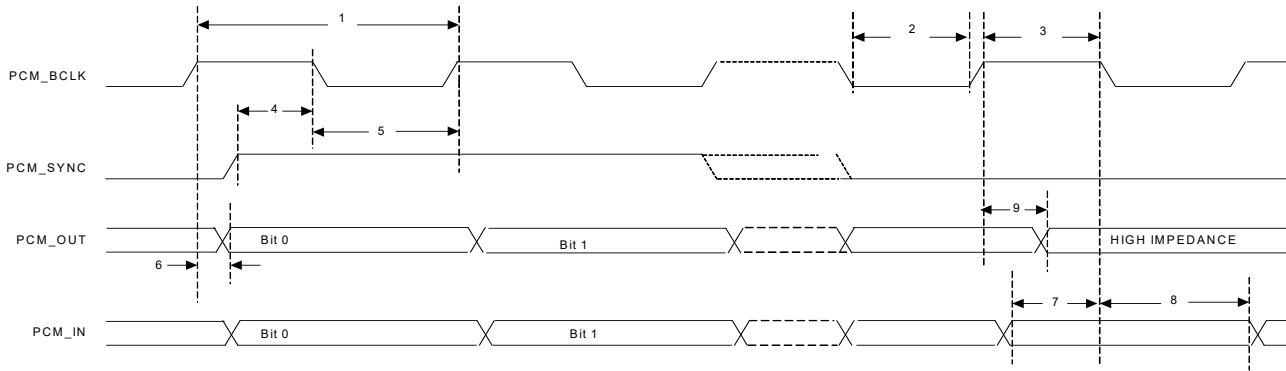 1
2
3
PCM_BCLK
4
5
PCM_SYNC
9
PCM_OUT
Bit 0
Bit 1
HIGH IMPEDANCE
6
7
8
PCM_IN
Bit 0
Bit 1